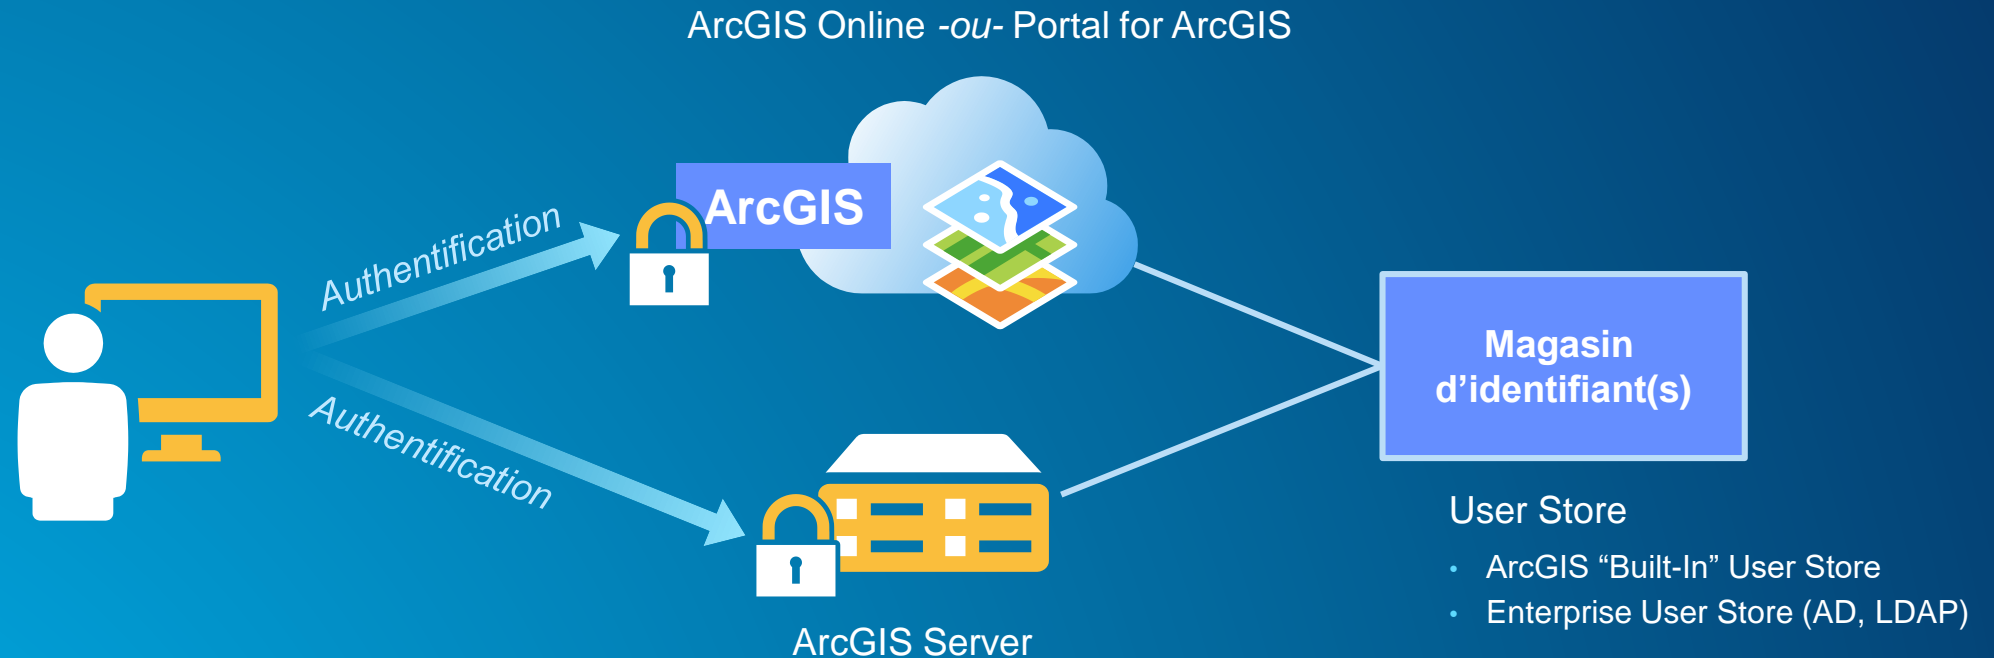 ArcGIS Online -ou- Portal for ArcGIS
ArcGIS
Authentification
Authentification
Magasin
d’identifiant(s)
User Store
• ArcGIS “Built-In” User Store
• Enterprise User Store (AD, LDAP)
ArcGIS Server